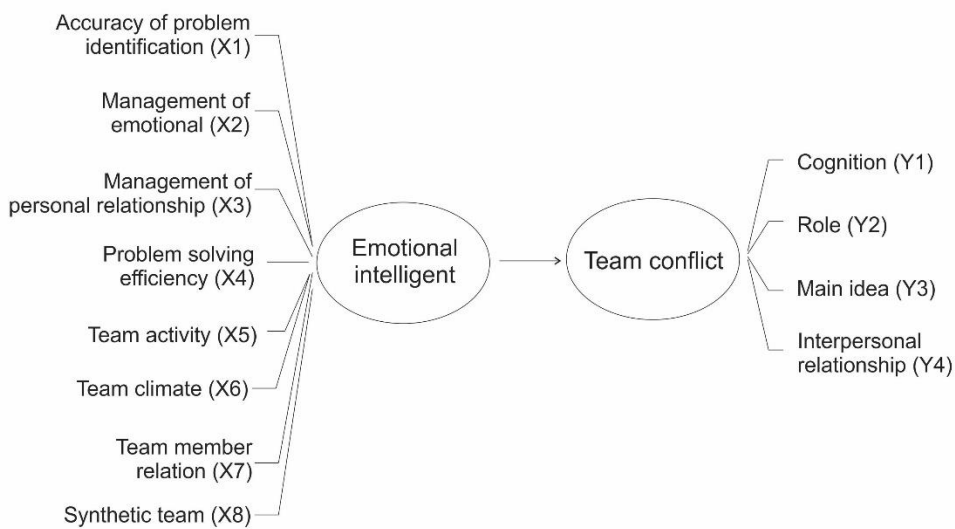 Accuracy of problem
identification (X1)
Management of
emotional (X2)
Management of
personal relationship (X3)
Problem solving
efficiency (X4)
Team activity (X5)
Team climate (X6)
Team member
relation (X7)
Synthetic team (X8)
Emotional
intelligent
Team conflict
Cognition (Y1)
Role (Y2)
Main idea (Y3)
Interpersonal
relationship (Y4)